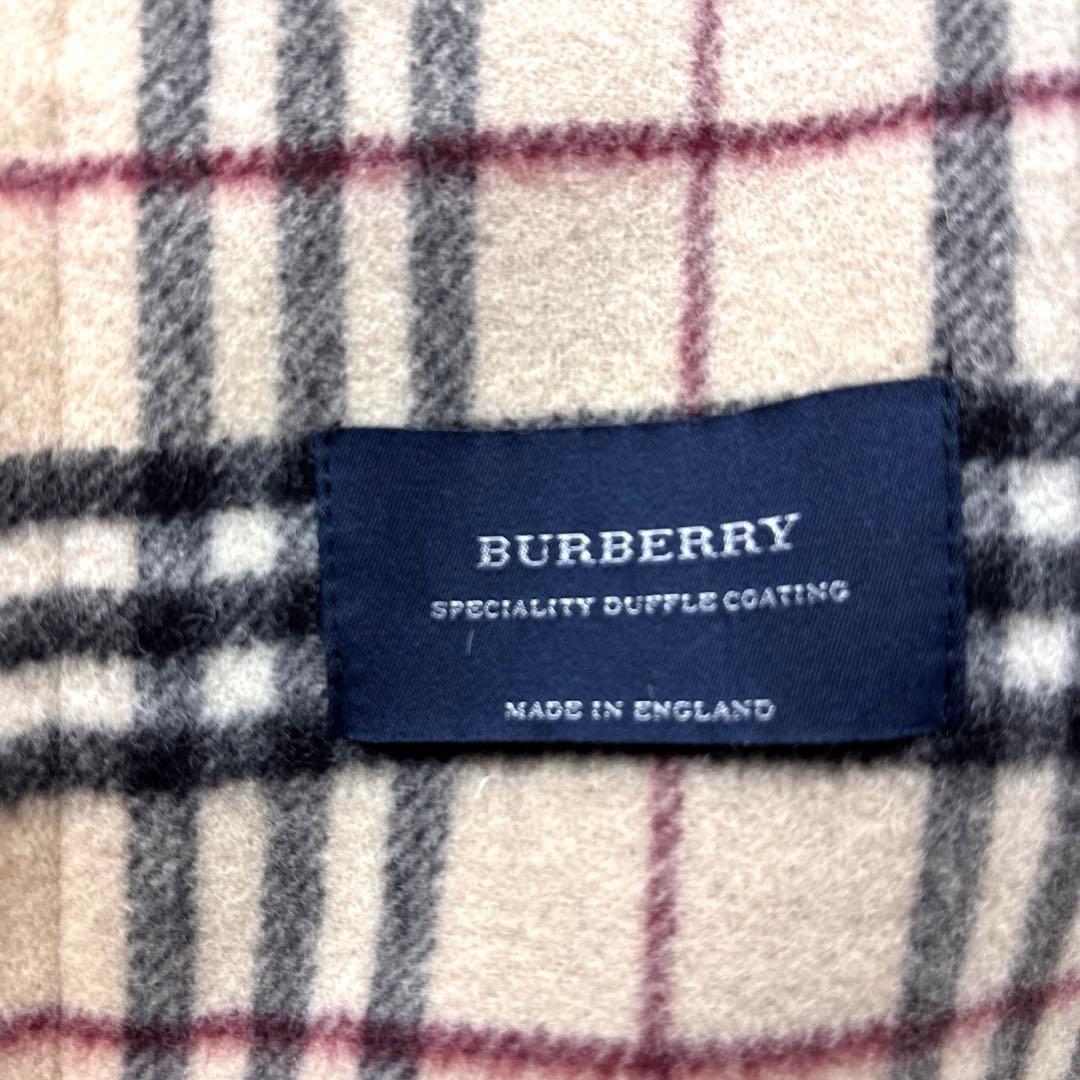 BURBERRY
SPECIALITY DUFFLE COATING
MADE IN ENGLAND